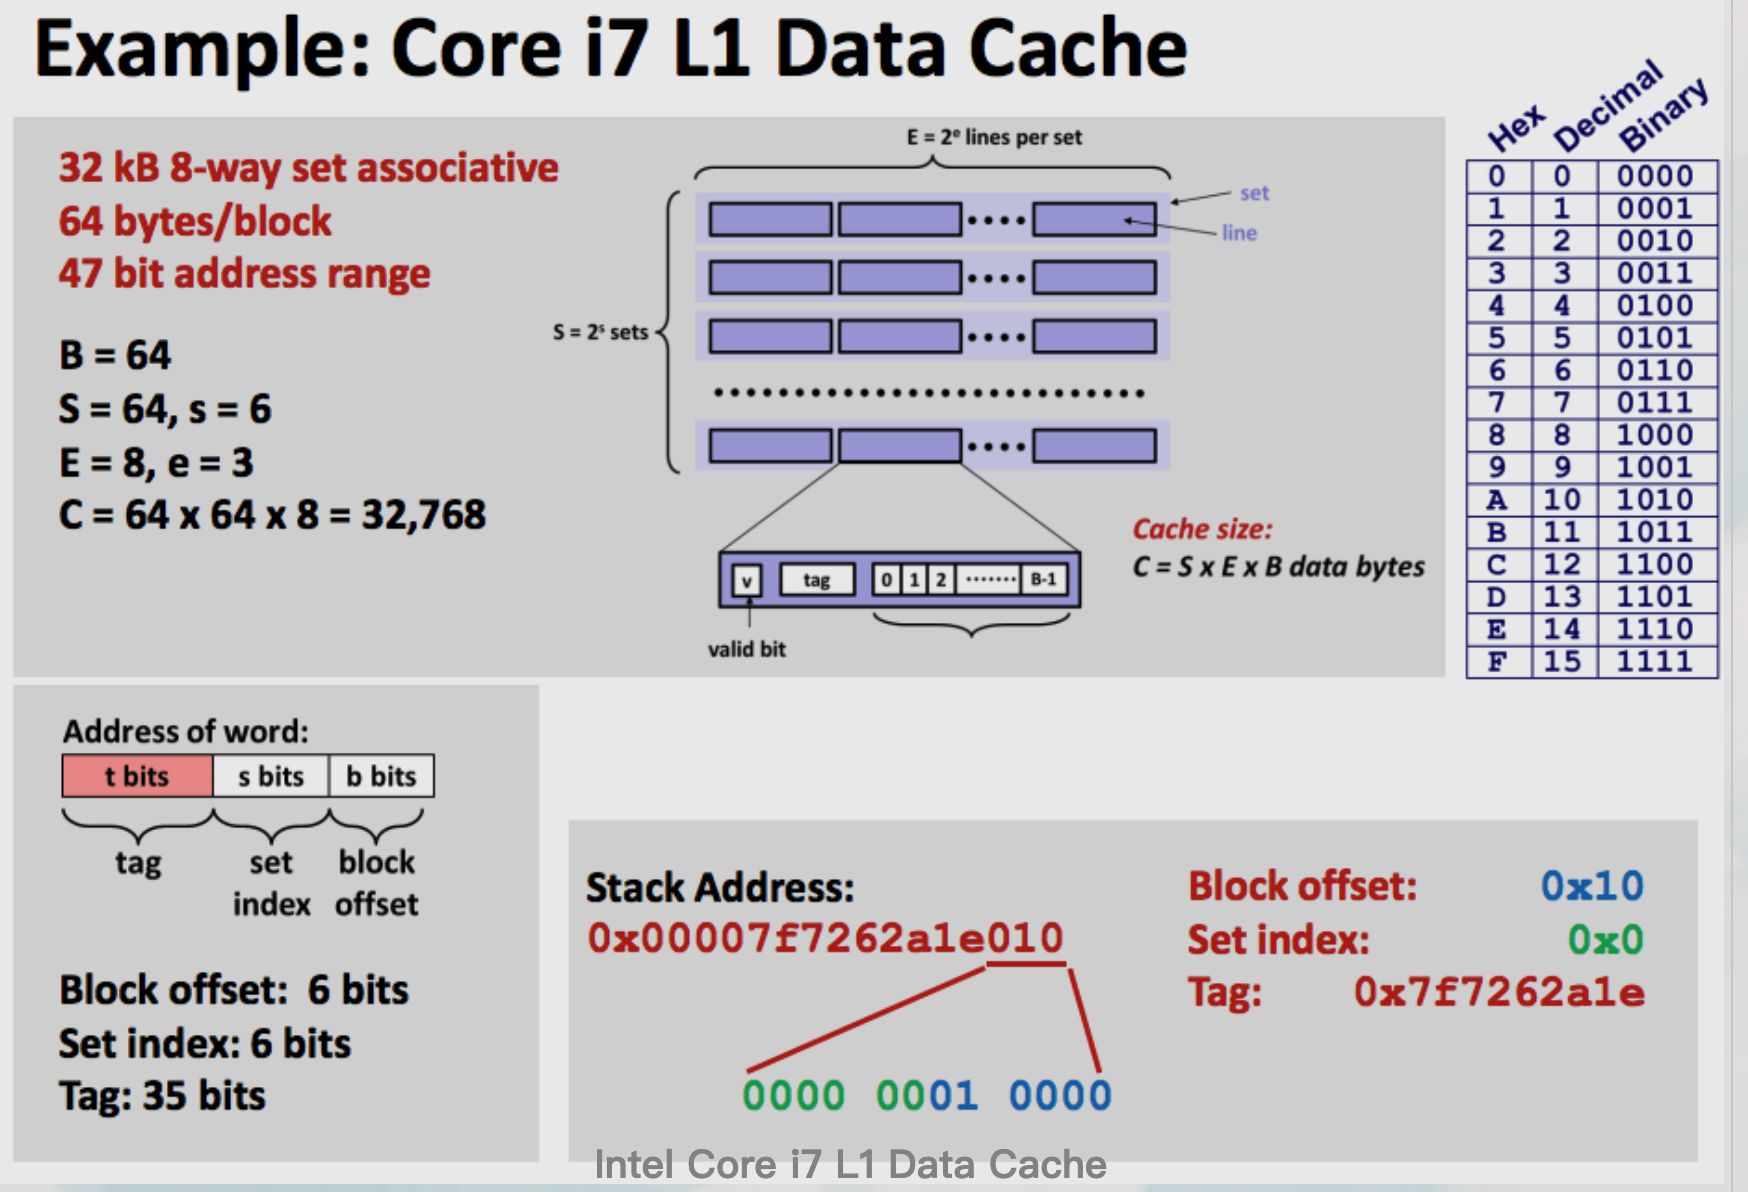 Example: Core i7 L1 Data Cache
32 kB 8-way set associative
64 bytes/block
47 bit address range
B = 64
S = 64, s = 6
E = 8, e = 3
C = 64 x 64 x 8 = 32,768
E = 2ᵉ lines per set
set
line
S = 2ˢ sets
v
tag
0 1 2 ······· B-1
valid bit
Cache size:
C = S x E x B data bytes
Hex Decimal Binary
0 0 0000
1 1 0001
2 2 0010
3 3 0011
4 4 0100
5 5 0101
6 6 0110
7 7 0111
8 8 1000
9 9 1001
A 10 1010
B 11 1011
C 12 1100
D 13 1101
E 14 1110
F 15 1111
Address of word:
t bits s bits b bits
tag set block
index offset
Block offset: 6 bits
Set index: 6 bits
Tag: 35 bits
Stack Address:
0x00007f7262a1e010
0000 0001 0000
Block offset: 0x10
Set index: 0x0
Tag: 0x7f7262a1e
Intel Core i7 L1 Data Cache